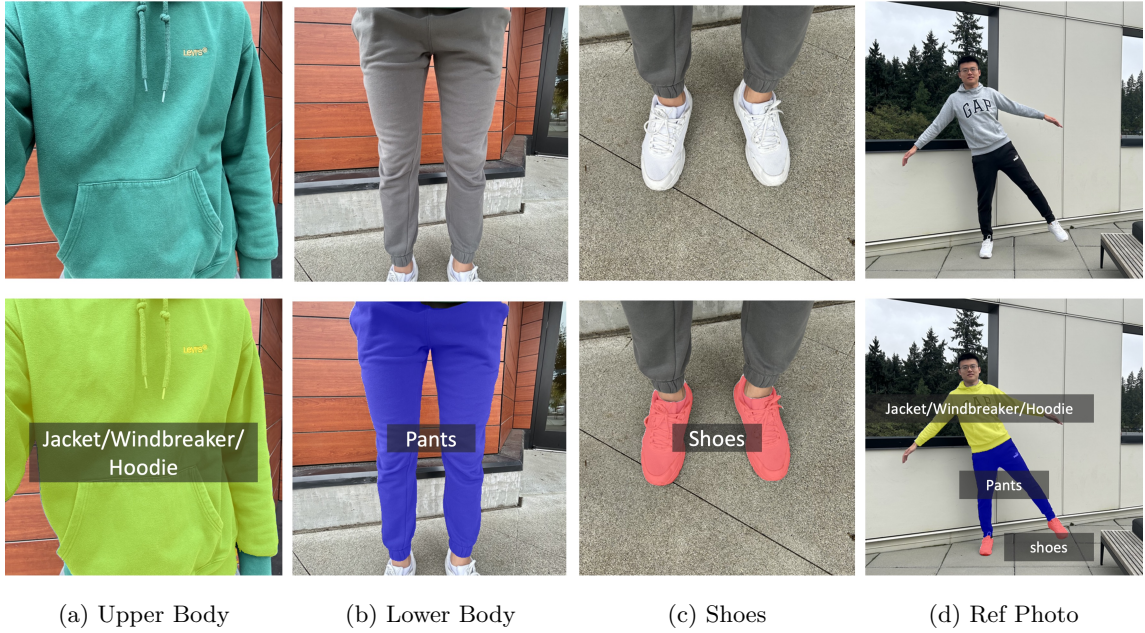 Levi's®
GAP
Levi's®
Jacket/Windbreaker/
Hoodie
Pants
Shoes
Jacket/Windbreaker/Hoodie
Pants
shoes
(a) Upper Body
(b) Lower Body
(c) Shoes
(d) Ref Photo